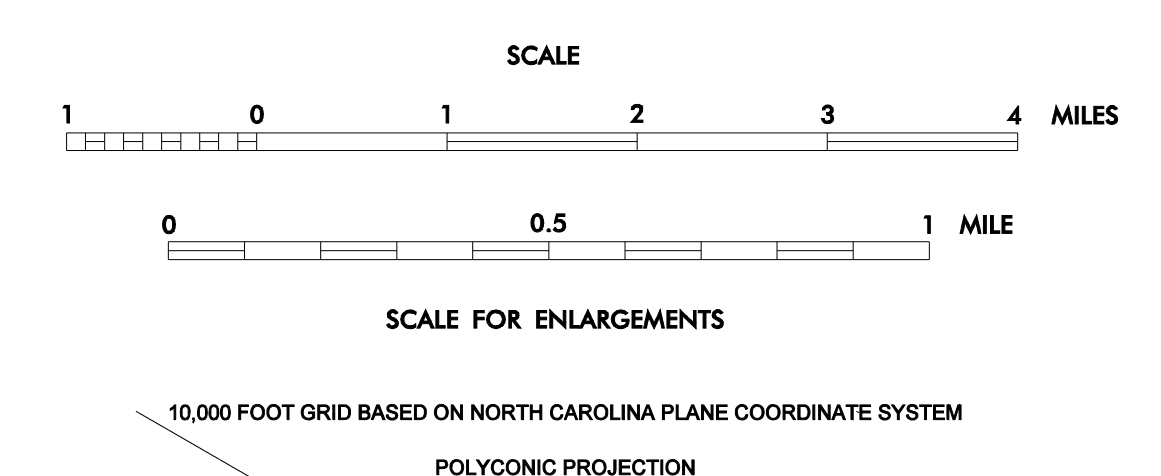 SCALE
1 0 1 2 3 4 MILES
0 0.5 1 MILE
SCALE FOR ENLARGEMENTS
10,000 FOOT GRID BASED ON NORTH CAROLINA PLANE COORDINATE SYSTEM
POLYCONIC PROJECTION